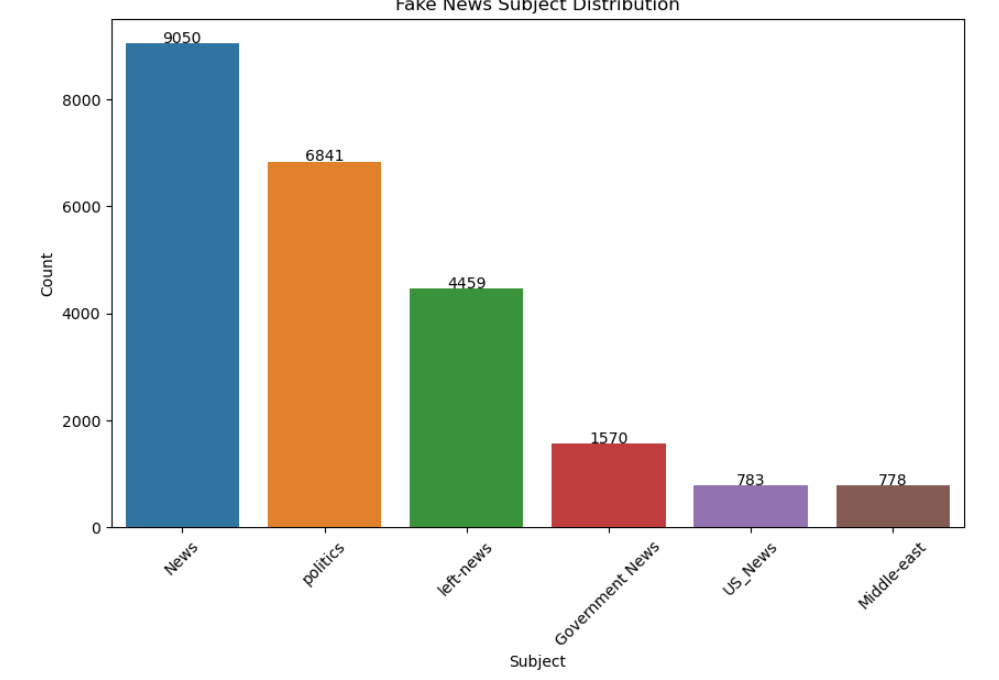 Fake News Subject Distribution
9050
6841
4459
1570
783
778
8000
6000
4000
2000
0
Count
News
politics
left-news
Government News
US_News
Middle-east
Subject